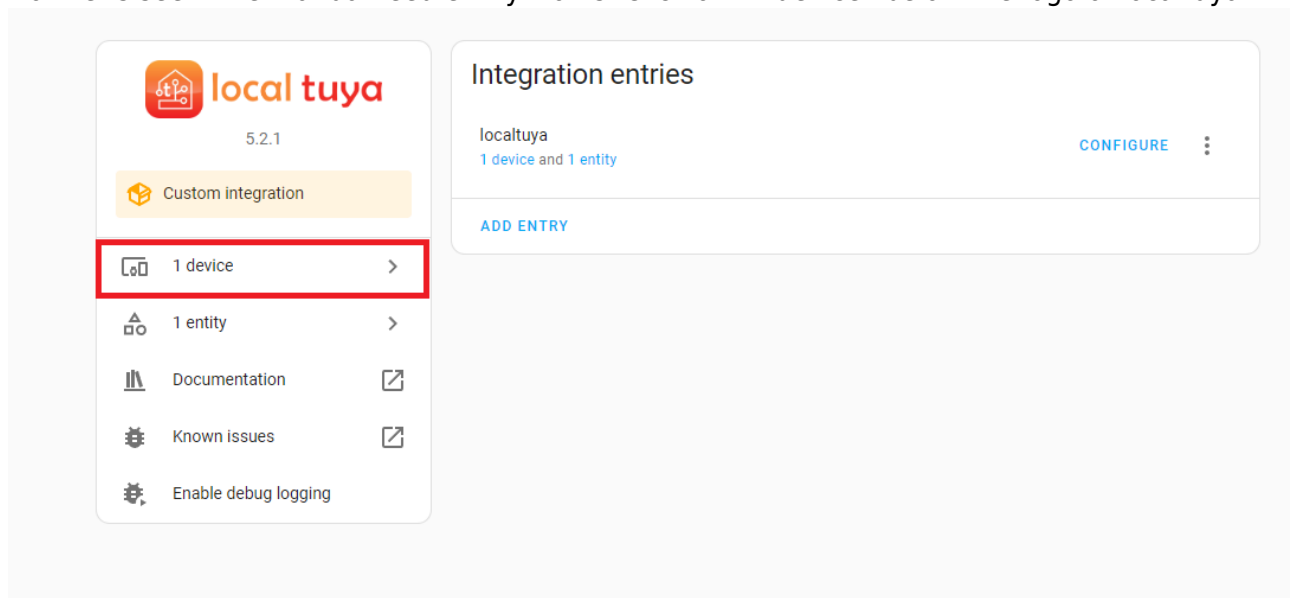 local tuya
5.2.1
Custom integration
1 device
1 entity
Documentation
Known issues
Enable debug logging
Integration entries
localtuya
1 device and 1 entity
CONFIGURE
ADD ENTRY